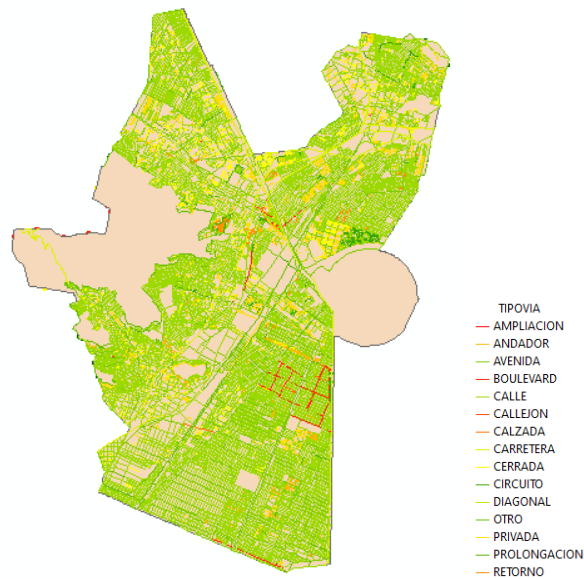 TIPOVIA
AMPLIACION
ANDADOR
AVENIDA
BOULEVARD
CALLE
CALLEJON
CALZADA
CARRETERA
CERRADA
CIRCUITO
DIAGONAL
OTRO
PRIVADA
PROLONGACION
RETORNO